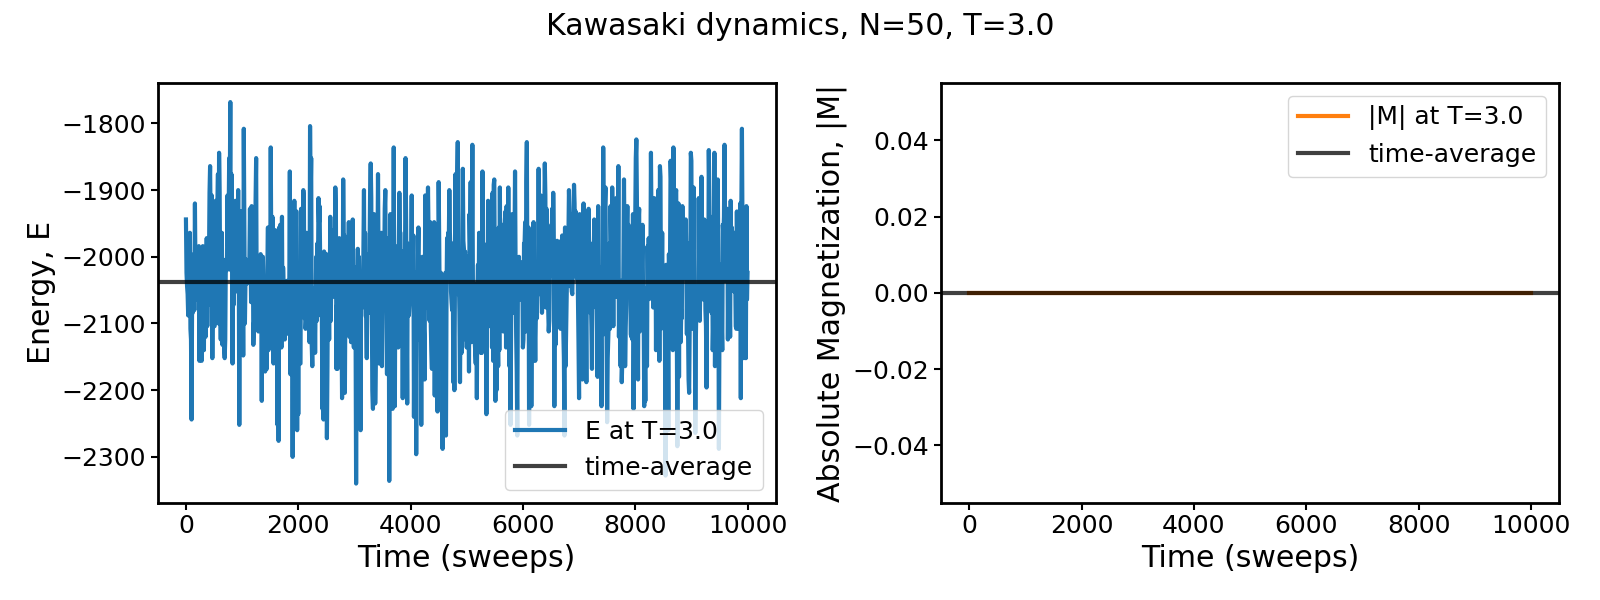 Kawasaki dynamics, N=50, T=3.0
Energy, E
−1800
−1900
−2000
−2100
−2200
−2300
E at T=3.0
time-average
0
2000
4000
6000
8000
10000
Time (sweeps)
Absolute Magnetization, |M|
0.04
0.02
0.00
−0.02
−0.04
|M| at T=3.0
time-average
0
2000
4000
6000
8000
10000
Time (sweeps)